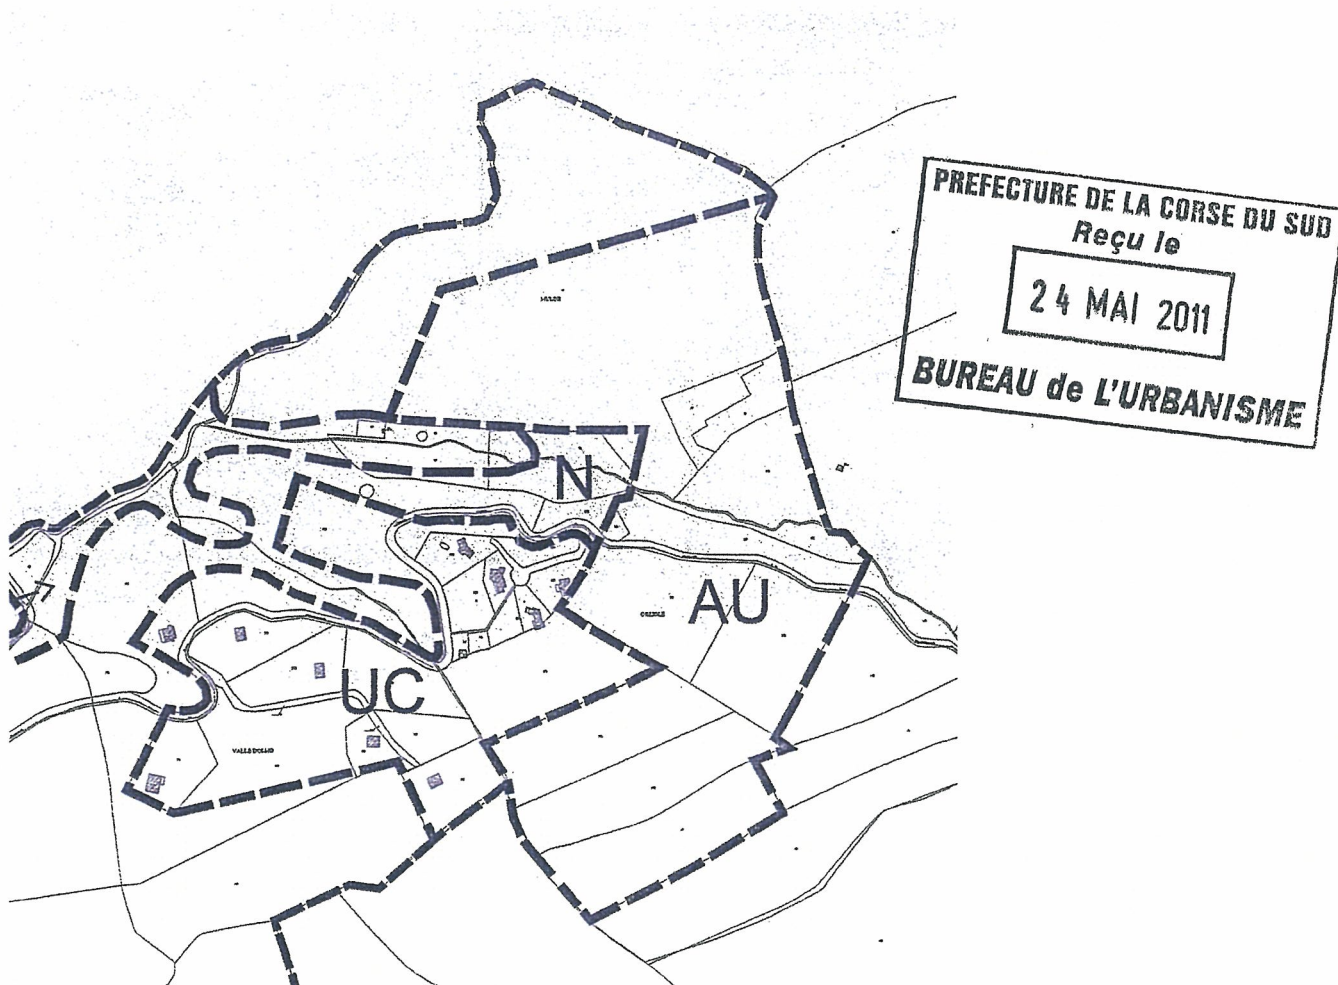 PREFECTURE DE LA CORSE DU SUD
Reçu le
24 MAI 2011
BUREAU de L'URBANISME
N
AU
UC